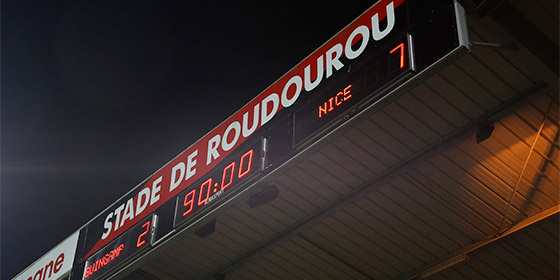 STADE DE ROUDOUROU
GUINGAMP 2
90:00
NICE 7